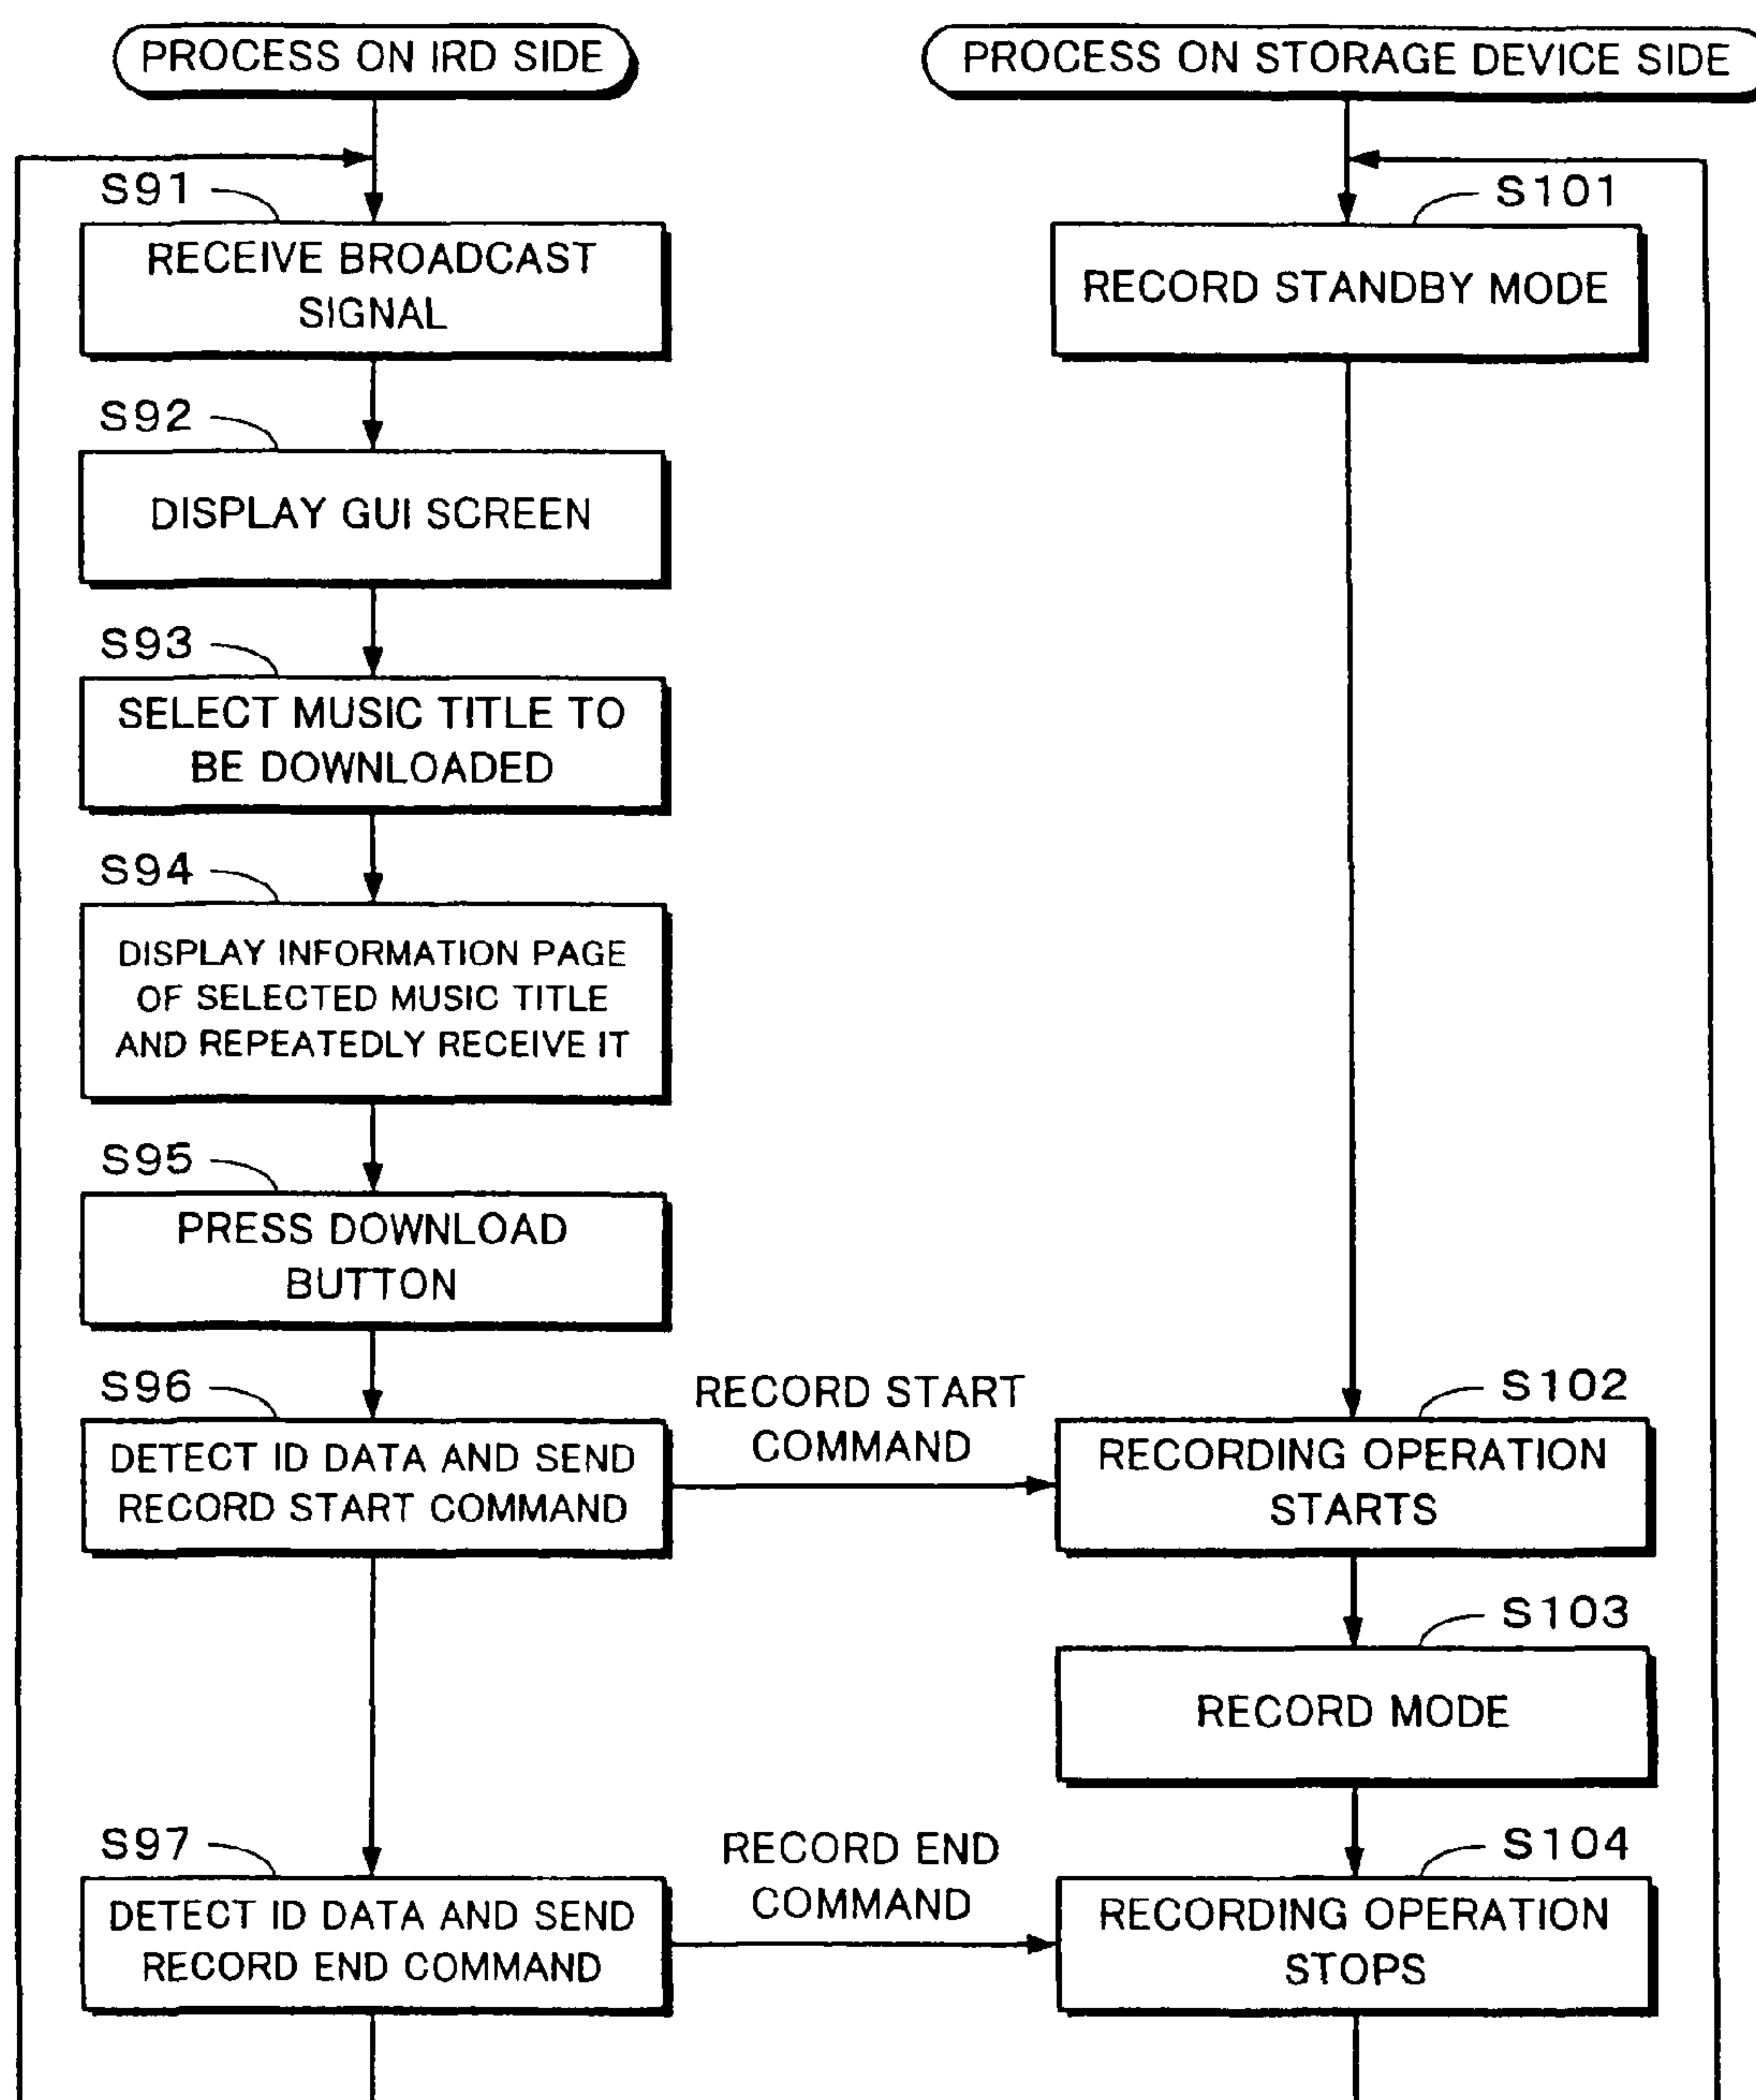 PROCESS ON IRD SIDE
S91
RECEIVE BROADCAST
SIGNAL
S92
DISPLAY GUI SCREEN
S93
SELECT MUSIC TITLE TO
BE DOWNLOADED
S94
DISPLAY INFORMATION PAGE
OF SELECTED MUSIC TITLE
AND REPEATEDLY RECEIVE IT
S95
PRESS DOWNLOAD
BUTTON
S96
DETECT ID DATA AND SEND
RECORD START COMMAND
RECORD START
COMMAND
S97
DETECT ID DATA AND SEND
RECORD END COMMAND
RECORD END
COMMAND
PROCESS ON STORAGE DEVICE SIDE
S101
RECORD STANDBY MODE
S102
RECORDING OPERATION
STARTS
S103
RECORD MODE
S104
RECORDING OPERATION
STOPS